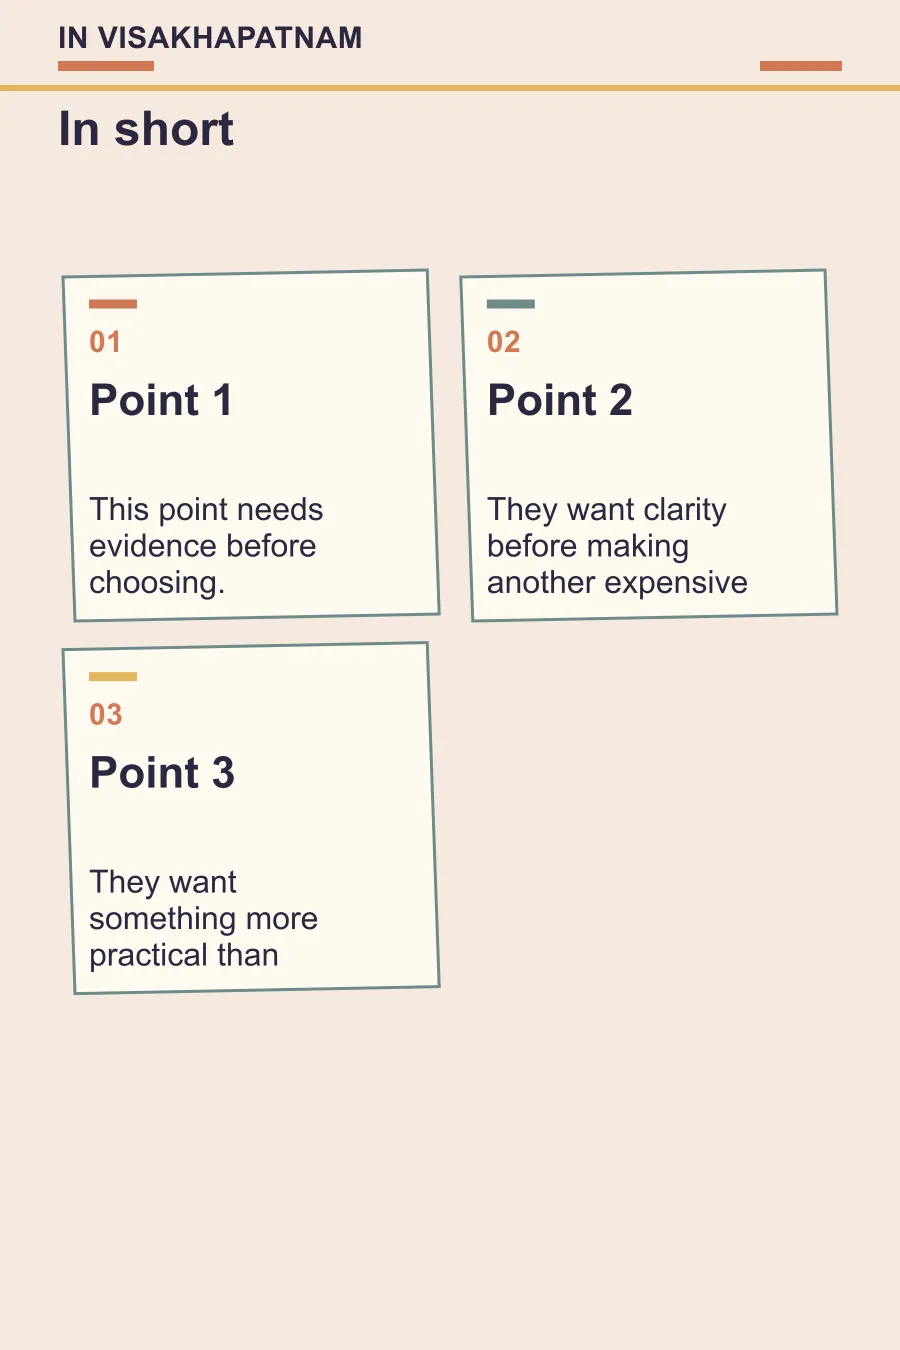 IN VISAKHAPATNAM
In short
01
Point 1
This point needs
evidence before
choosing.
02
Point 2
They want clarity
before making
another expensive
03
Point 3
They want
something more
practical than